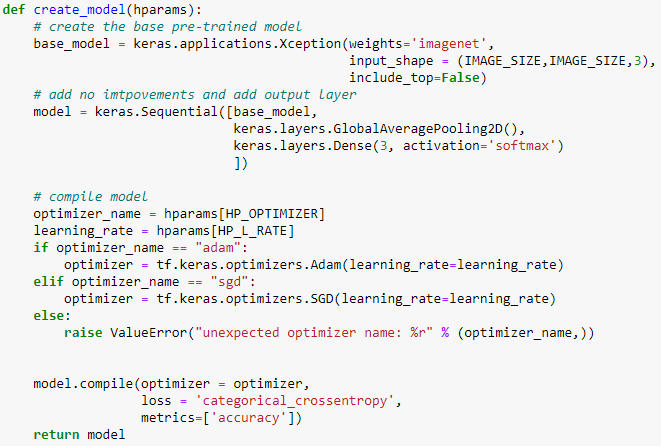 def create_model(hparams):
    # create the base pre-trained model
    base_model = keras.applications.Xception(weights='imagenet',
                                         input_shape = (IMAGE_SIZE,IMAGE_SIZE,3),
                                         include_top=False)
    # add no imtpovements and add output layer
    model = keras.Sequential([base_model,
                              keras.layers.GlobalAveragePooling2D(),
                              keras.layers.Dense(3, activation='softmax')
                              ])
    # compile model
    optimizer_name = hparams[HP_OPTIMIZER]
    learning_rate = hparams[HP_L_RATE]
    if optimizer_name == "adam":
        optimizer = tf.keras.optimizers.Adam(learning_rate=learning_rate)
    elif optimizer_name == "sgd":
        optimizer = tf.keras.optimizers.SGD(learning_rate=learning_rate)
    else:
        raise ValueError("unexpected optimizer name: %r" % (optimizer_name,))
    model.compile(optimizer = optimizer,
                  loss = 'categorical_crossentropy',
                  metrics=['accuracy'])
    return model